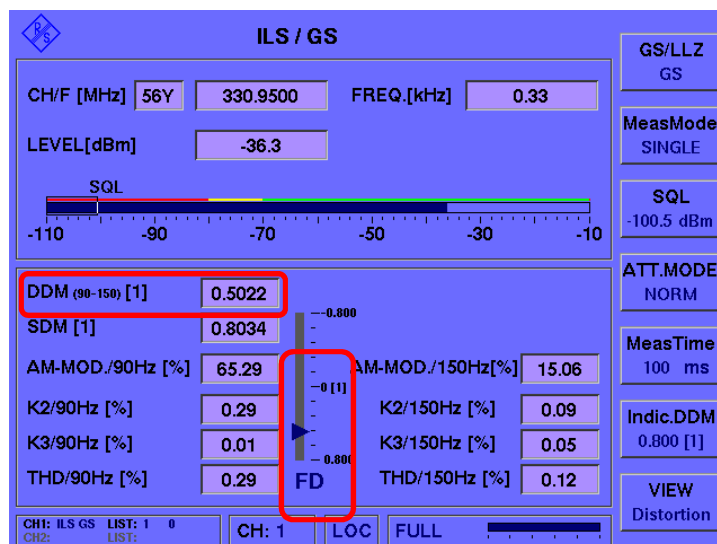 R/S
ILS / GS
CH/F [MHz] 56Y 330.9500 FREQ.[kHz] 0.33
LEVEL[dBm] -36.3
SQL
-110 -90 -70 -50 -30 -10
DDM (90-150) [1] 0.5022
-0.800
SDM [1] 0.8034
AM-MOD./90Hz [%] 65.29 AM-MOD./150Hz[%] 15.06
0 [1]
K2/90Hz [%] 0.29 K2/150Hz [%] 0.09
K3/90Hz [%] 0.01 K3/150Hz [%] 0.05
0.800
THD/90Hz [%] 0.29 FD THD/150Hz [%] 0.12
CH1: ILS GS LIST: 1 0
CH2: LIST:
CH: 1 LOC FULL
GS/LLZ
GS
MeasMode
SINGLE
SQL
-100.5 dBm
ATT.MODE
NORM
MeasTime
100 ms
Indic.DDM
0.800 [1]
VIEW
Distortion